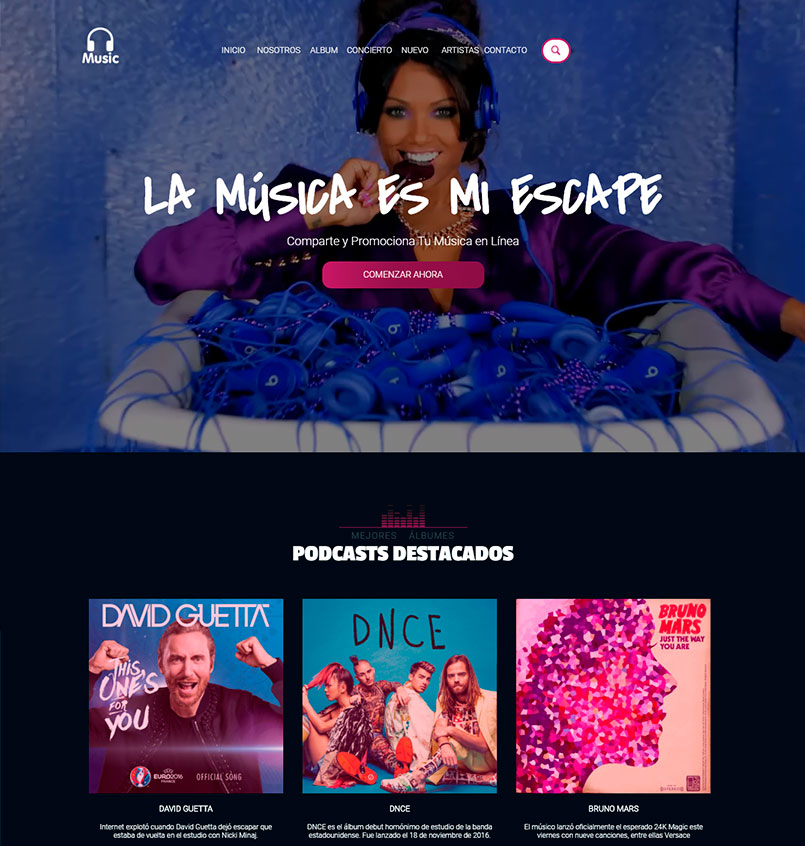 Music
INICIO NOSOTROS ALBUM CONCIERTO NUEVO ARTISTAS CONTACTO
LA MÚSICA ES MI ESCAPE
Comparte y Promociona Tu Música en Línea
COMENZAR AHORA
MEJORES ÁLBUMES
PODCASTS DESTACADOS
DAVID GUETTA
THIS
ONE'S
FOR
YOU
EURO2016
FRANCE
OFFICIAL SONG
DNCE
BRUNO
MARS
JUST THE WAY
YOU ARE
DAVID GUETTA
Internet explotó cuando David Guetta dejó escapar que
estaba de vuelta en el estudio con Nicki Minaj.
DNCE
DNCE es el álbum debut homónimo de estudio de la banda
estadounidense. Fue lanzado el 18 de noviembre de 2016.
BRUNO MARS
El músico lanzó oficialmente el esperado 24K Magic este
viernes con nueve canciones, entre ellas Versace